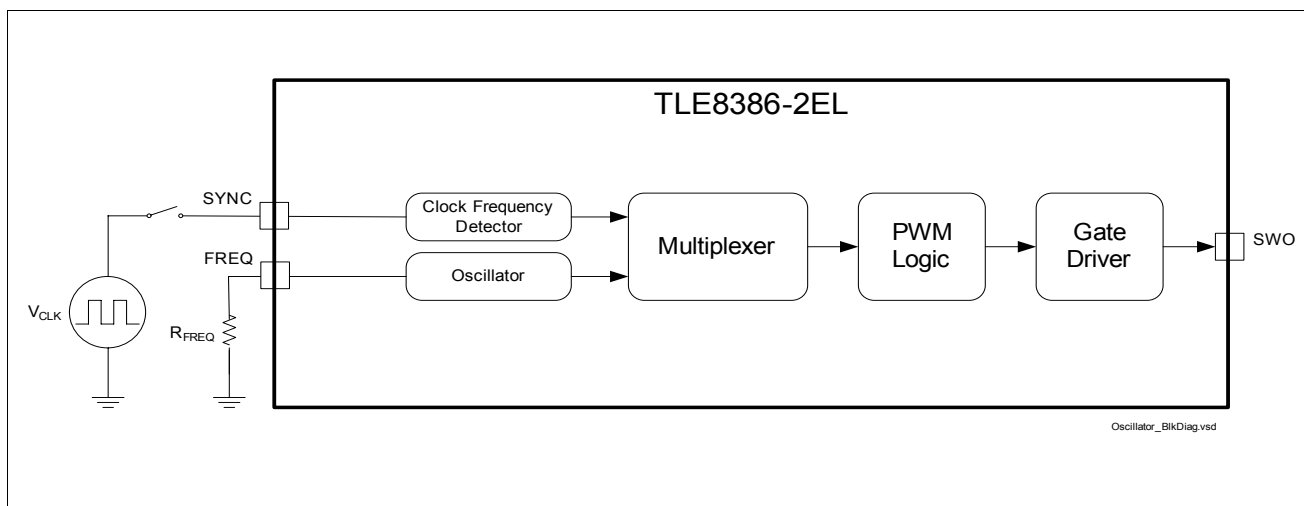 TLE8386-2EL
SYNC
Clock Frequency
Detector
FREQ
Oscillator
Multiplexer
PWM
Logic
Gate
Driver
SWO
VCLK
RFREQ
Oscillator_BlkDiag.vsd